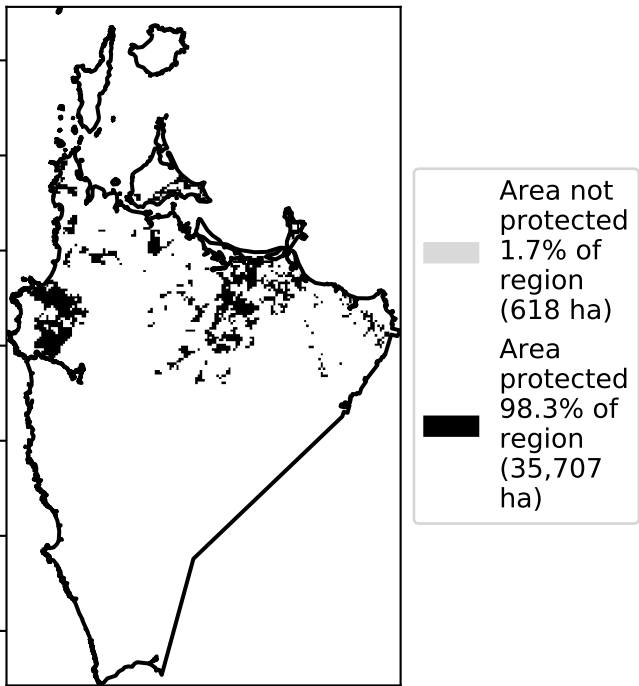 Area not
protected
1.7% of
region
(618 ha)
Area
protected
98.3% of
region
(35,707
ha)